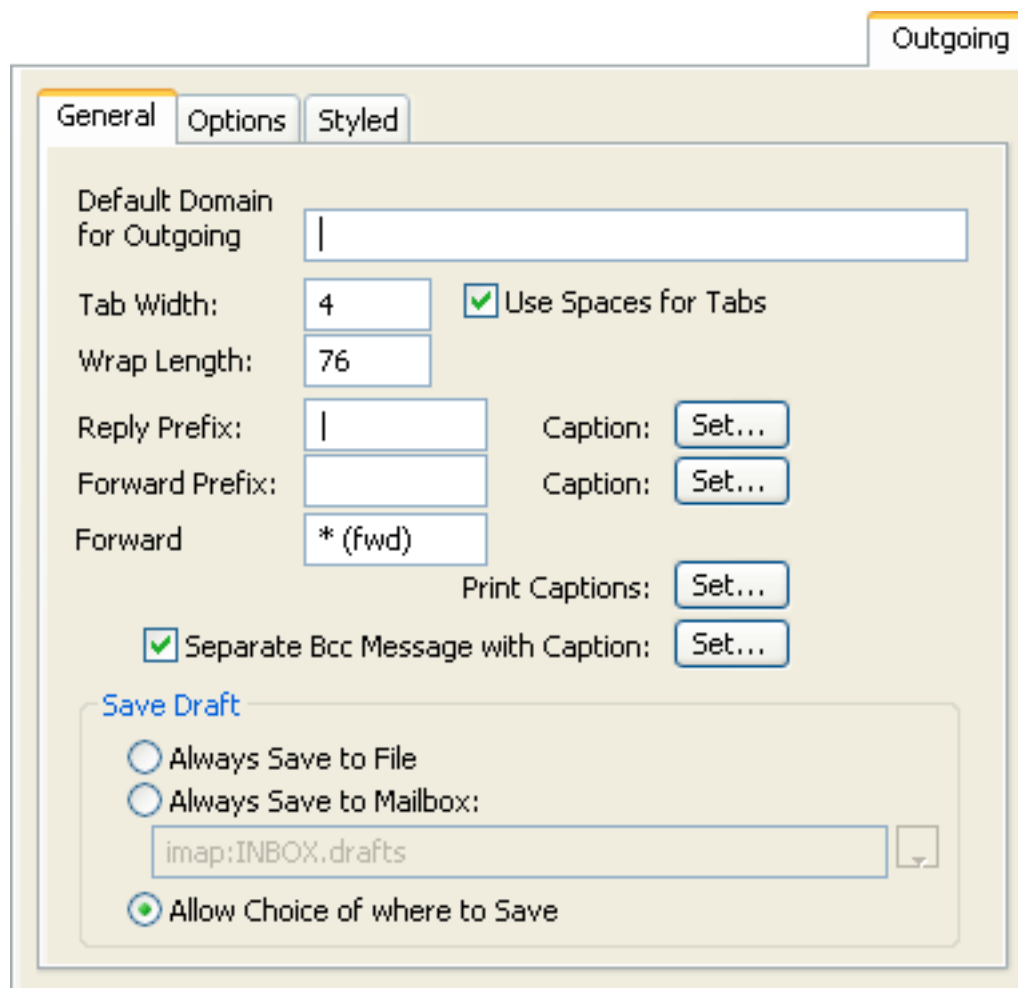 Outgoing
General Options Styled
Default Domain
for Outgoing
Tab Width: 4 Use Spaces for Tabs
Wrap Length: 76
Reply Prefix: | Caption: Set...
Forward Prefix: Caption: Set...
Forward * (fwd)
Print Captions: Set...
Separate Bcc Message with Caption: Set...
Save Draft
Always Save to File
Always Save to Mailbox:
imap:INBOX.drafts
Allow Choice of where to Save